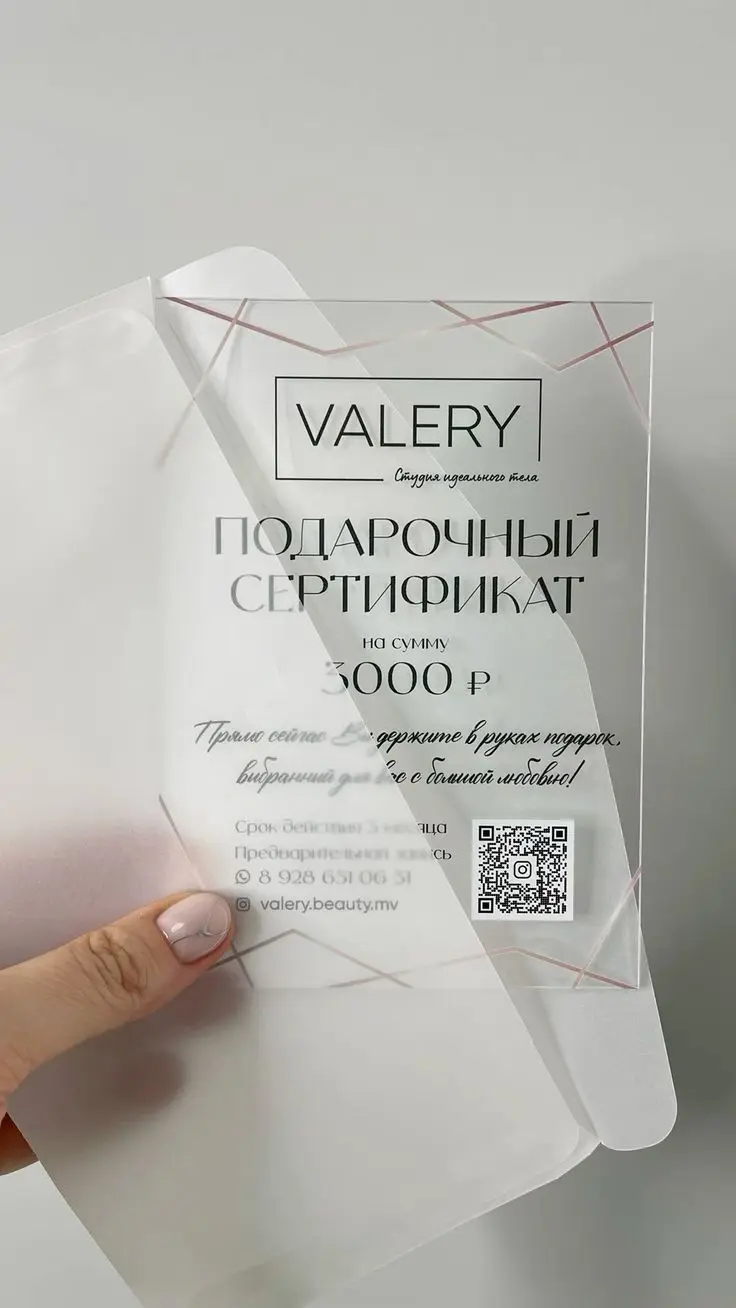 VALERY
Студия идеального тела
ПОДАРОЧНЫЙ
СЕРТИФИКАТ
на сумму
3000 ₽
Прямо сейчас Вы держите в руках подарок,
выбранный для Вас с большой любовью!
Срок действия 3 месяца
Предварительная запись
8 928 651 06 51
valery.beauty.mv